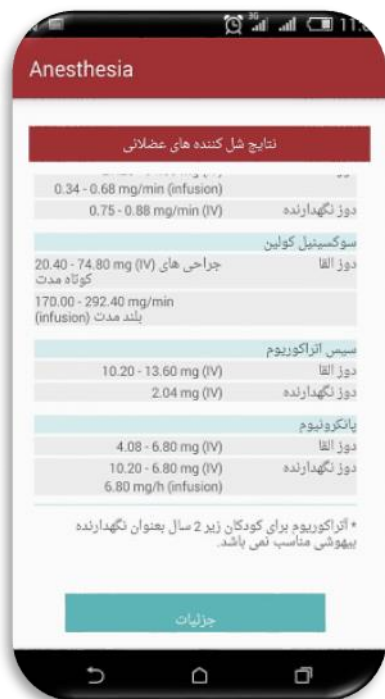 3G
Anesthesia
نتایج شل کننده های عضلانی
0.34 - 0.68 mg/min (infusion)
دوز نگهدارنده 0.75 - 0.88 mg/min (IV)
سوکسینیل کولین
دوز القا 20.40 - 74.80 mg (IV) جراحی های
کوتاه مدت
170.00 - 292.40 mg/min
(infusion) بلند مدت
سیس اتراکوریوم
دوز القا 10.20 - 13.60 mg (IV)
دوز نگهدارنده 2.04 mg (IV)
پانکرونیوم
دوز القا 4.08 - 6.80 mg (IV)
دوز نگهدارنده 10.20 - 6.80 mg (IV)
6.80 mg/h (infusion)
* آتراکوریوم برای کودکان زیر 2 سال بعنوان نگهدارنده
بیهوشی مناسب نمی باشد.
جزئیات